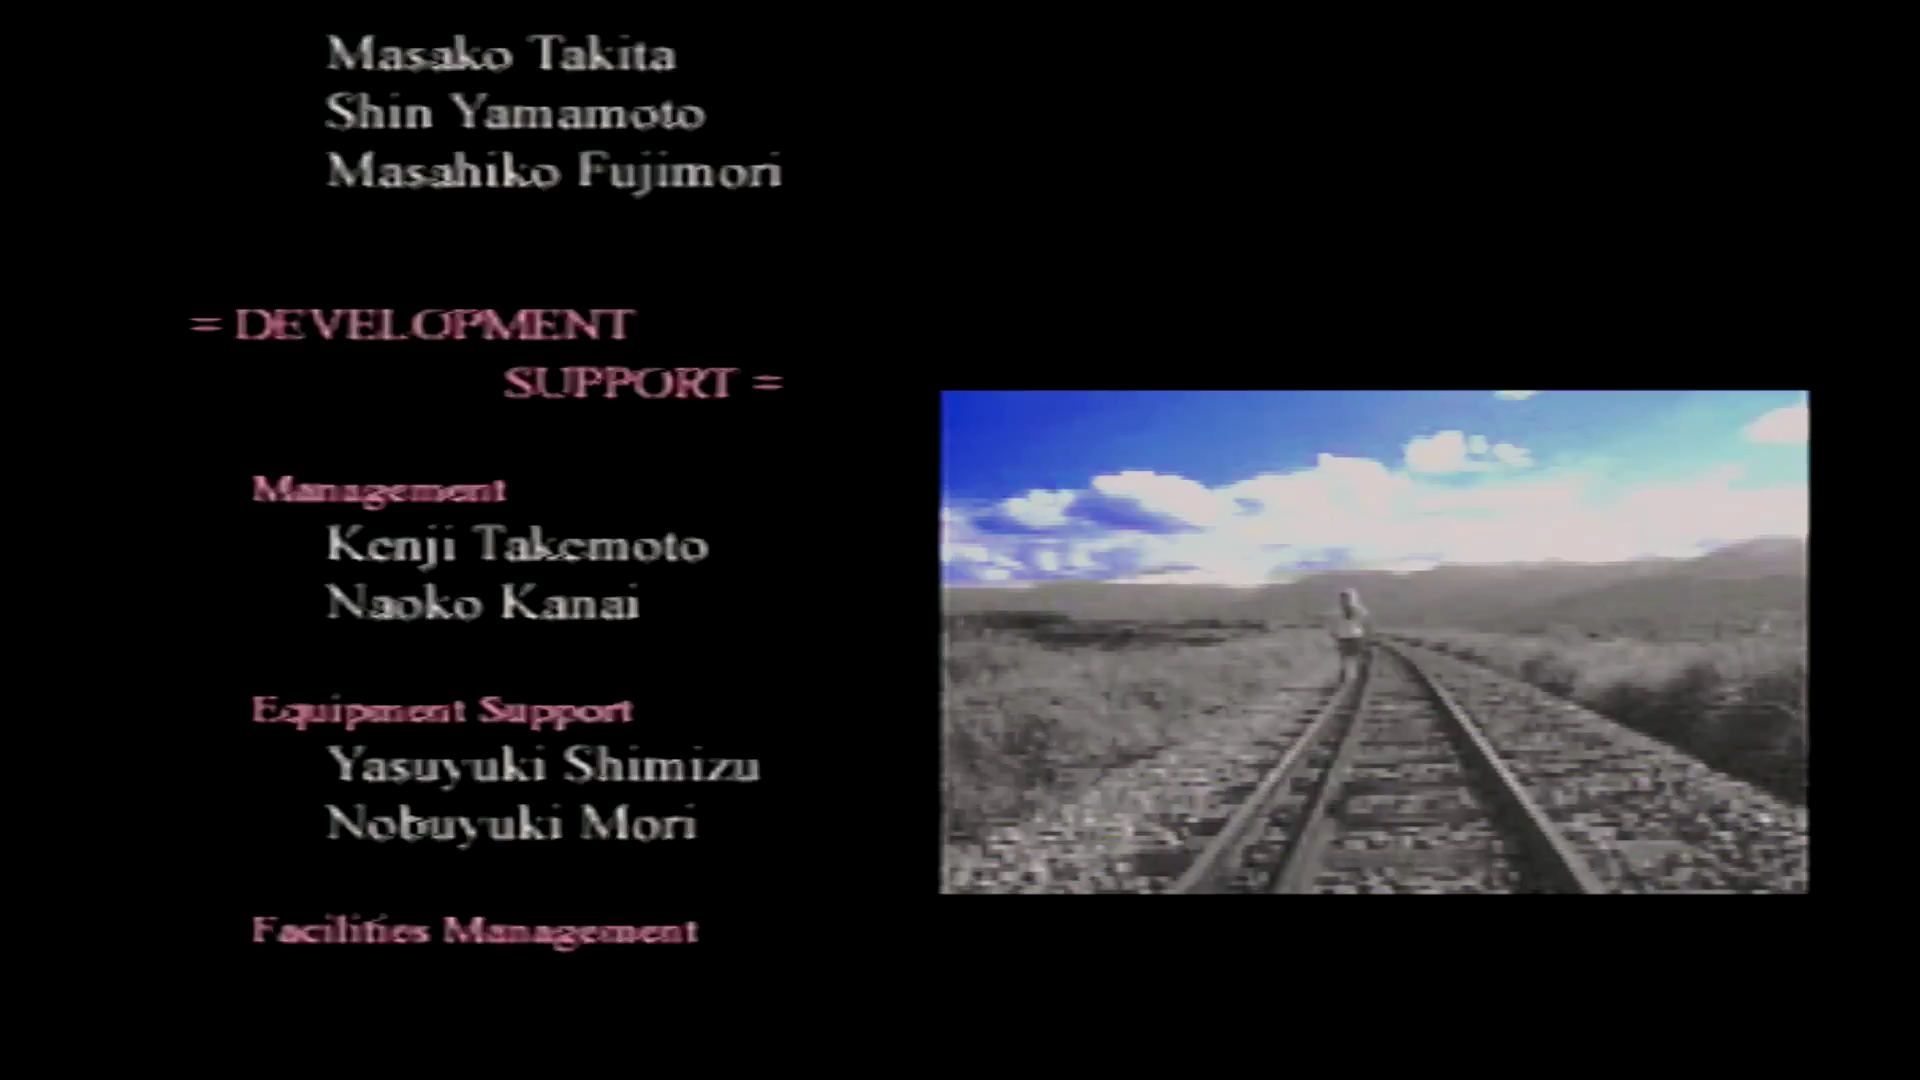 Masako Takita
Shin Yamamoto
Masahiko Fujimori
= DEVELOPMENT
SUPPORT =
Management
Kenji Takemoto
Naoko Kanai
Equipment Support
Yasuyuki Shimizu
Nobuyuki Mori
Facilities Management